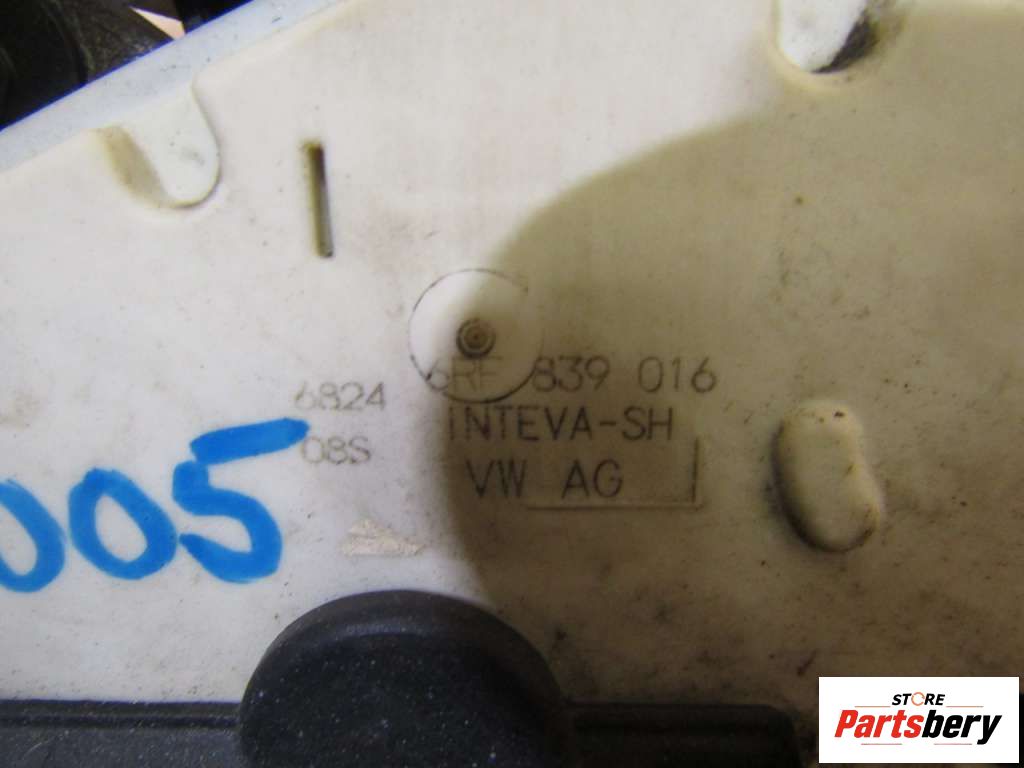 6RF 839 016
6824
INTEVA-SH
08S
VW AG
005
STORE
Partsbery